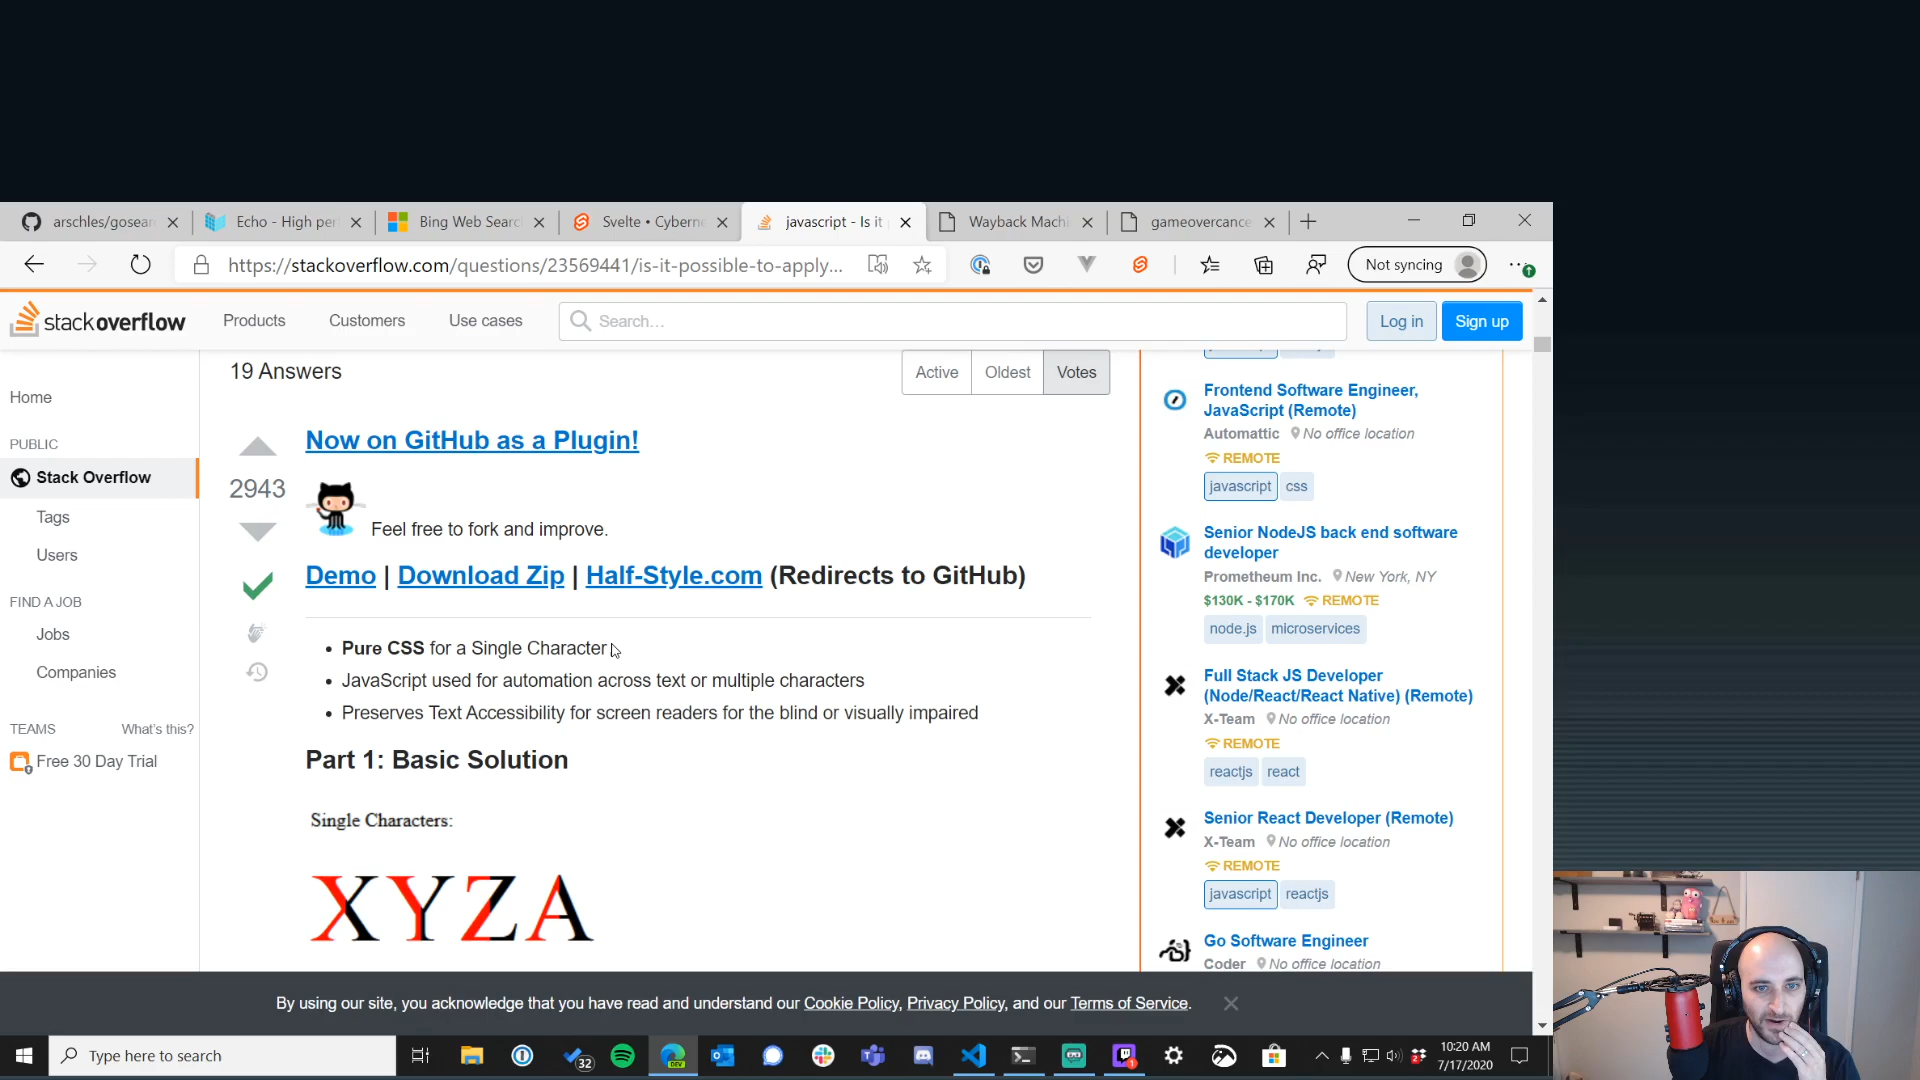 arschles/gosear
Echo - High per
Bing Web Searc
Svelte • Cyberne
javascript - Is it
Wayback Machi
gameovercance
https://stackoverflow.com/questions/23569441/is-it-possible-to-apply...
Not syncing
stackoverflow
Products
Customers
Use cases
Search...
Log in
Sign up
Home
PUBLIC
Stack Overflow
Tags
Users
FIND A JOB
Jobs
Companies
TEAMS
What's this?
Free 30 Day Trial
19 Answers
Active
Oldest
Votes
2943
Now on GitHub as a Plugin!
Feel free to fork and improve.
Demo | Download Zip | Half-Style.com (Redirects to GitHub)
• Pure CSS for a Single Character
• JavaScript used for automation across text or multiple characters
• Preserves Text Accessibility for screen readers for the blind or visually impaired
Part 1: Basic Solution
Single Characters:
XYZA
Frontend Software Engineer,
JavaScript (Remote)
Automattic No office location
REMOTE
javascript css
Senior NodeJS back end software
developer
Prometheum Inc. New York, NY
$130K - $170K REMOTE
node.js microservices
Full Stack JS Developer
(Node/React/React Native) (Remote)
X-Team No office location
REMOTE
reactjs react
Senior React Developer (Remote)
X-Team No office location
REMOTE
javascript reactjs
Go Software Engineer
Coder No office location
By using our site, you acknowledge that you have read and understand our Cookie Policy, Privacy Policy, and our Terms of Service.
Type here to search
32
DEV
1
10:20 AM
7/17/2020